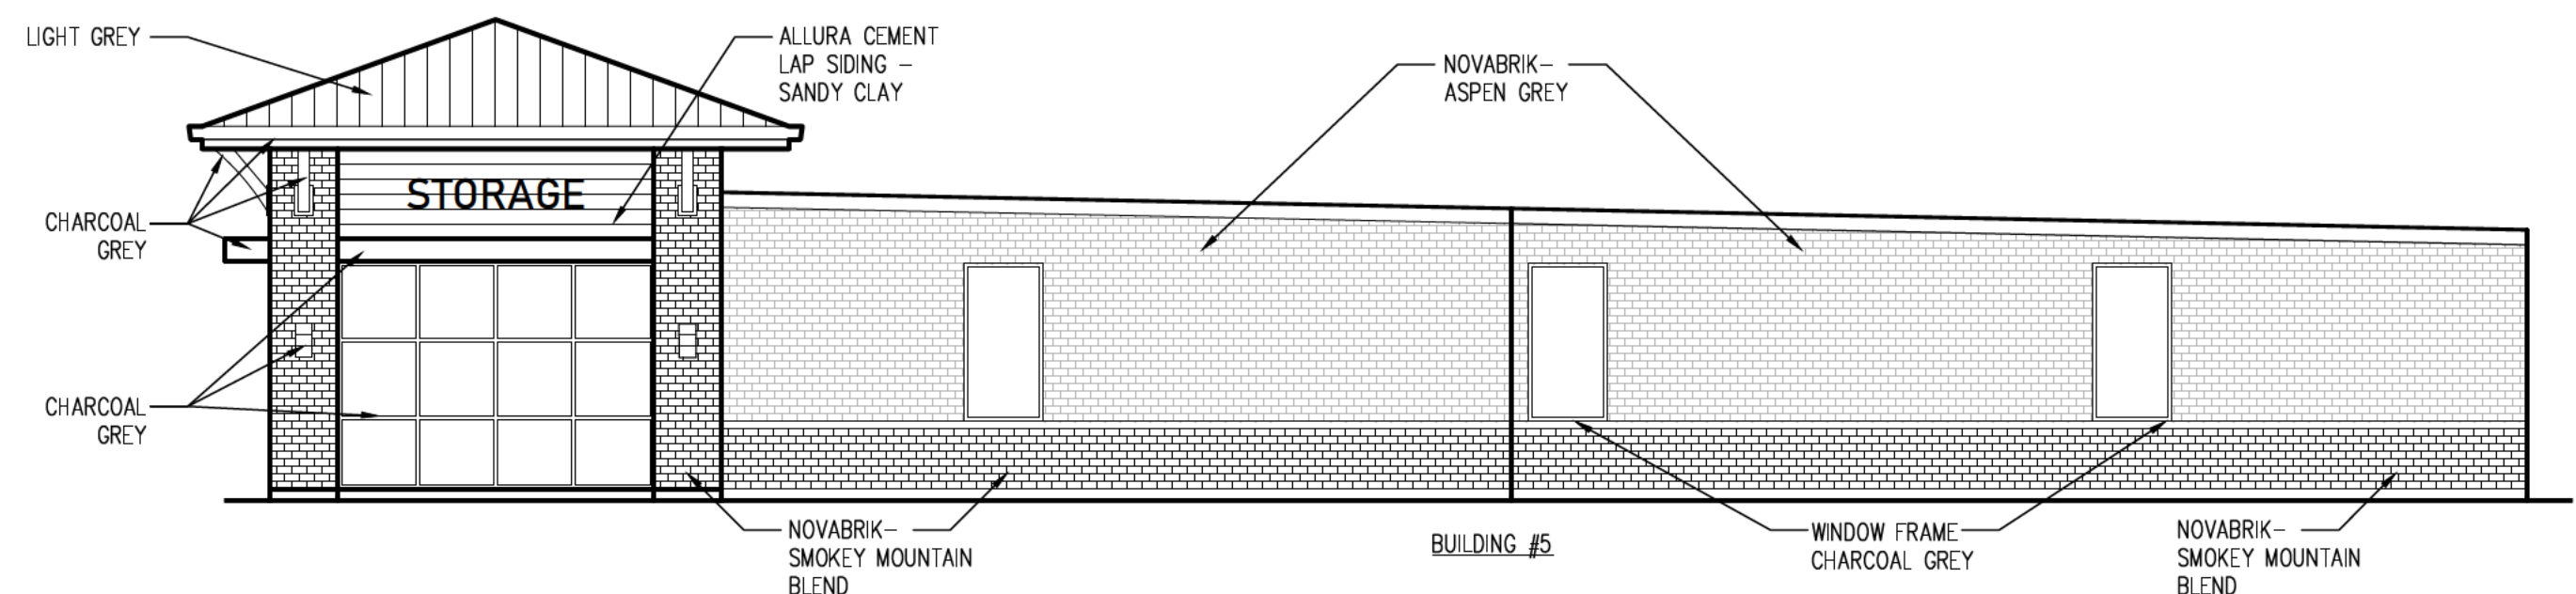 LIGHT GREY
ALLURA CEMENT
LAP SIDING –
SANDY CLAY
NOVABRIK–
ASPEN GREY
STORAGE
CHARCOAL
GREY
CHARCOAL
GREY
NOVABRIK–
SMOKEY MOUNTAIN
BLEND
BUILDING #5
WINDOW FRAME
CHARCOAL GREY
NOVABRIK–
SMOKEY MOUNTAIN
BLEND